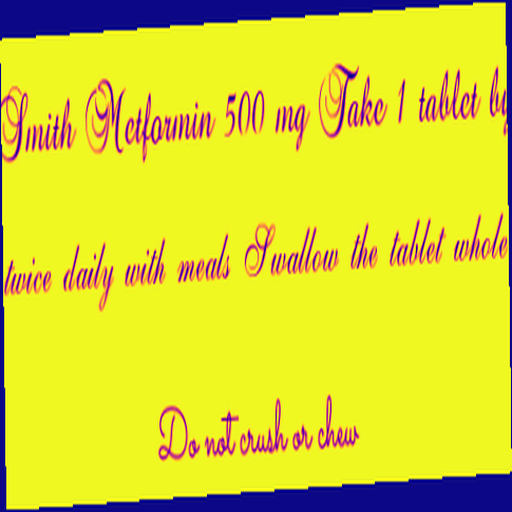 Smith Metformin 500 mg Take 1 tablet by
twice daily with meals Swallow the tablet whole
Do not crush or chew